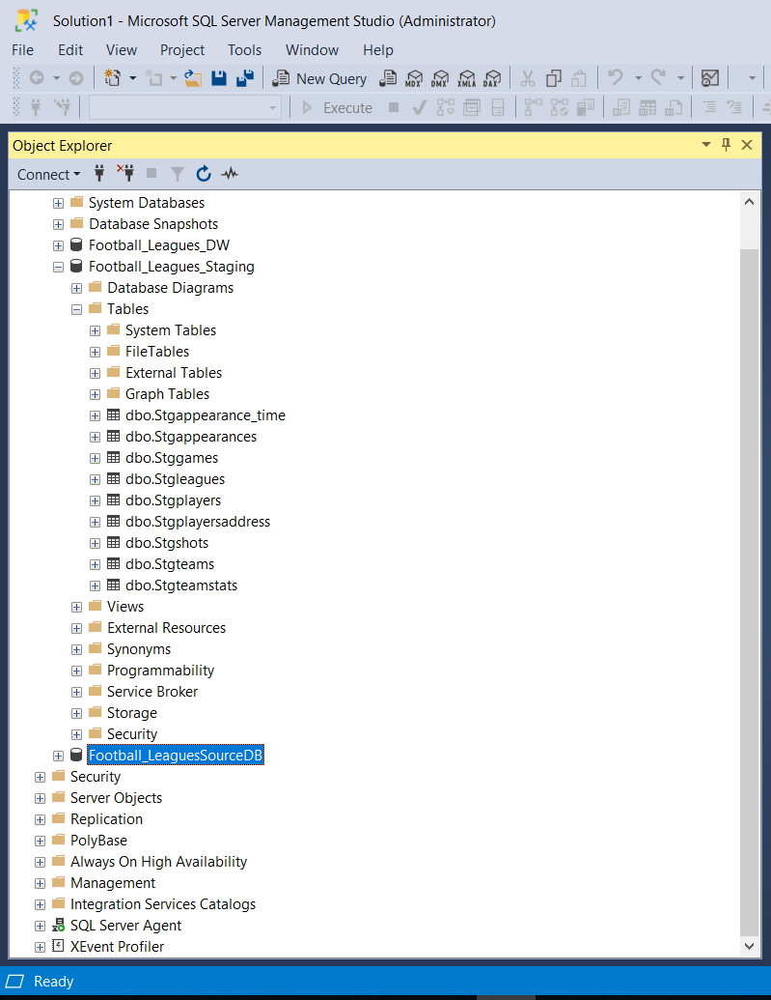 Solution1 - Microsoft SQL Server Management Studio (Administrator)
File Edit View Project Tools Window Help
New Query MDX DMX XMLA DAX
Execute
Object Explorer
Connect
System Databases
Database Snapshots
Football_Leagues_DW
Football_Leagues_Staging
Database Diagrams
Tables
System Tables
FileTables
External Tables
Graph Tables
dbo.Stgappearance_time
dbo.Stgappearances
dbo.Stggames
dbo.Stgleagues
dbo.Stgplayers
dbo.Stgplayersaddress
dbo.Stgshots
dbo.Stgteams
dbo.Stgteamstats
Views
External Resources
Synonyms
Programmability
Service Broker
Storage
Security
Football_LeaguesSourceDB
Security
Server Objects
Replication
PolyBase
Always On High Availability
Management
Integration Services Catalogs
SQL Server Agent
XEvent Profiler
Ready